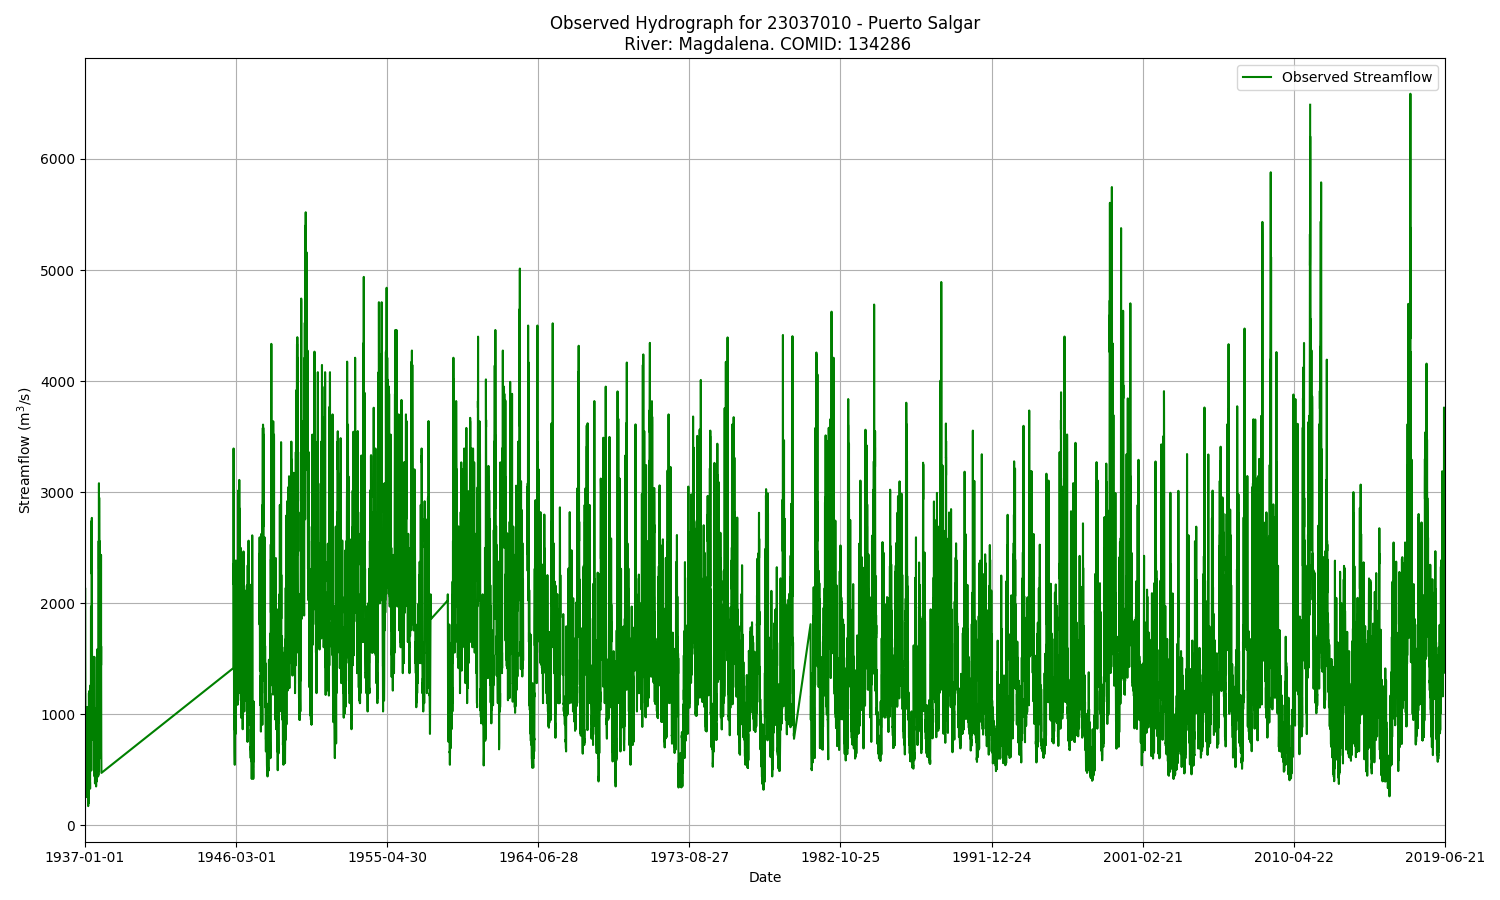 Observed Hydrograph for 23037010 - Puerto Salgar
River: Magdalena. COMID: 134286
Observed Streamflow
Streamflow (m³/s)
6000
5000
4000
3000
2000
1000
0
1937-01-01 1946-03-01 1955-04-30 1964-06-28 1973-08-27 1982-10-25 1991-12-24 2001-02-21 2010-04-22 2019-06-21
Date